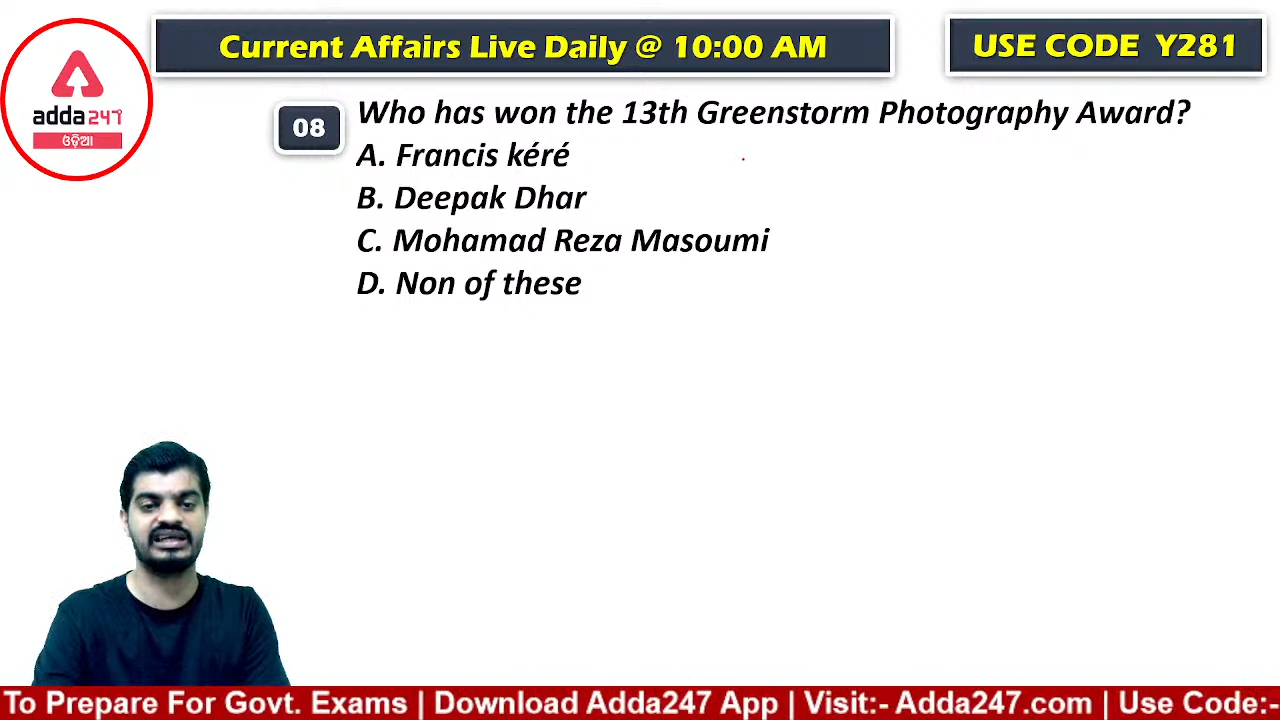 Current Affairs Live Daily @ 10:00 AM
USE CODE Y281
adda247
ଓଡ଼ିଆ
08
Who has won the 13th Greenstorm Photography Award?
A. Francis kéré
B. Deepak Dhar
C. Mohamad Reza Masoumi
D. Non of these
To Prepare For Govt. Exams | Download Adda247 App | Visit:- Adda247.com | Use Code:-